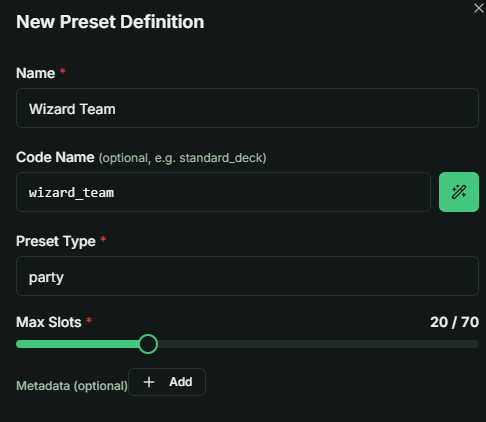 New Preset Definition
Name *
Wizard Team
Code Name (optional, e.g. standard_deck)
wizard_team
Preset Type *
party
Max Slots * 20 / 70
Metadata (optional) + Add